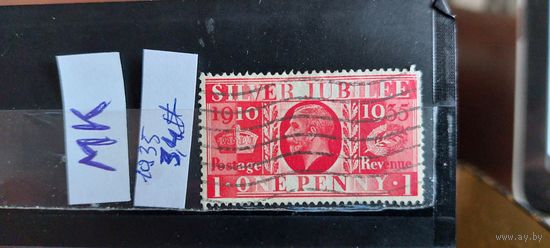 MK
1935
SILVER JUBILEE
1910 1935
Postage Revenue
1 ONE PENNY 1
www.ay.by